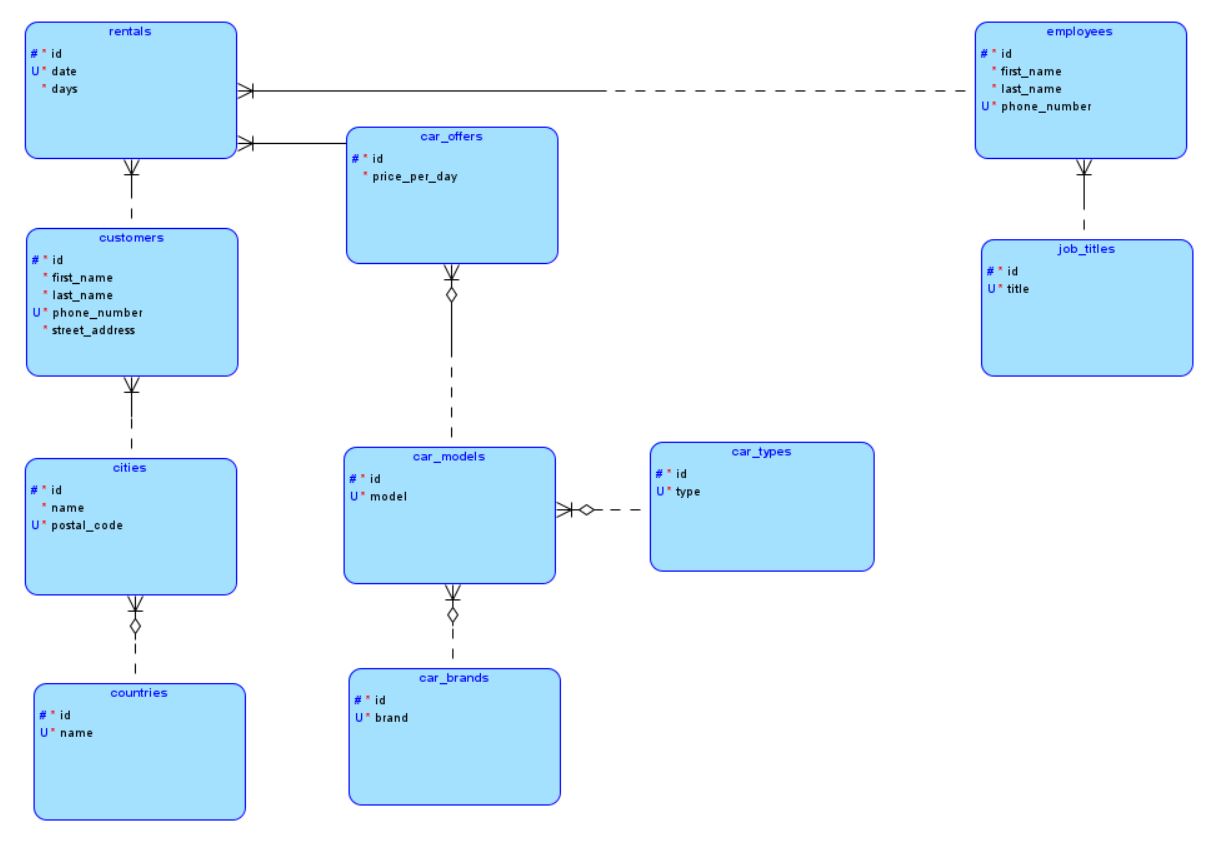 rentals
# * id
U * date
* days
employees
# * id
* first_name
* last_name
U * phone_number
car_offers
# * id
* price_per_day
customers
# * id
* first_name
* last_name
U * phone_number
* street_address
job_titles
# * id
U * title
car_models
# * id
U * model
car_types
# * id
U * type
cities
# * id
* name
U * postal_code
car_brands
# * id
U * brand
countries
# * id
U * name